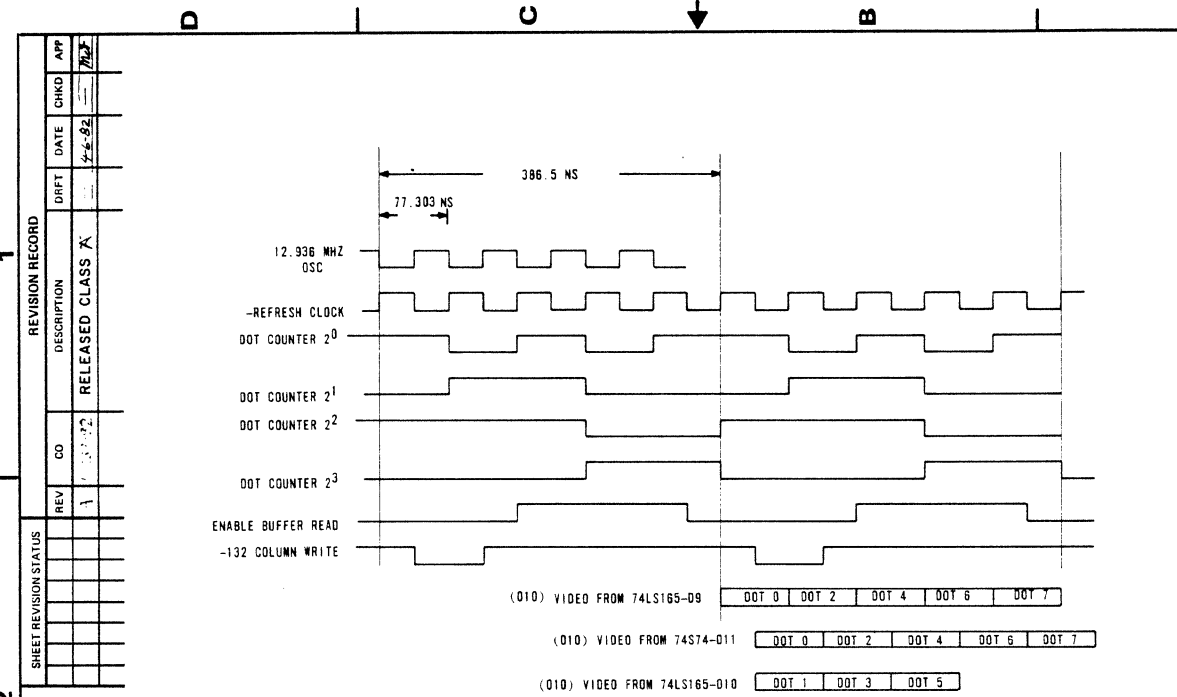 D C B
REVISION RECORD
REV CO DESCRIPTION DRFT DATE CHKD APP
A RELEASED CLASS A 4-6-82
SHEET REVISION STATUS
1
2
386.5 NS
77.303 NS
12.936 MHZ
OSC
-REFRESH CLOCK
DOT COUNTER 2⁰
DOT COUNTER 2¹
DOT COUNTER 2²
DOT COUNTER 2³
ENABLE BUFFER READ
-132 COLUMN WRITE
(010) VIDEO FROM 74LS165-D9 DOT 0 DOT 2 DOT 4 DOT 6 DOT 7
(010) VIDEO FROM 74S74-D11 DOT 0 DOT 2 DOT 4 DOT 6 DOT 7
(010) VIDEO FROM 74LS165-D10 DOT 1 DOT 3 DOT 5